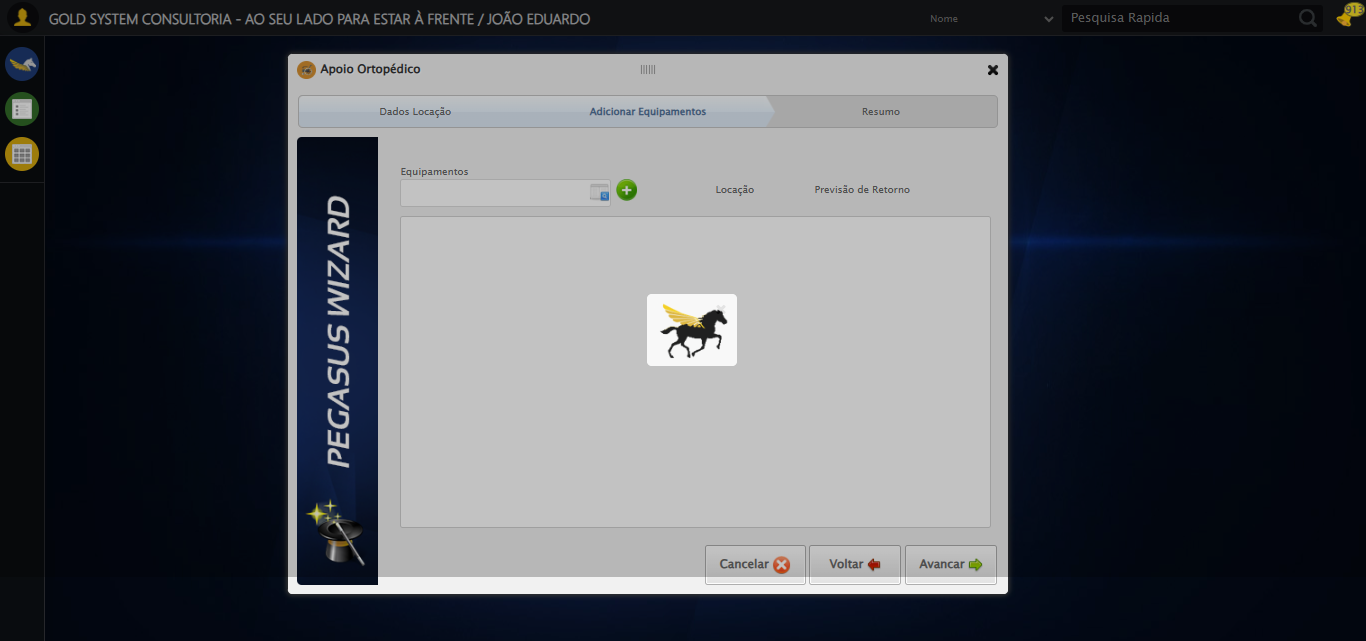 GOLD SYSTEM CONSULTORIA - AO SEU LADO PARA ESTAR À FRENTE / JOÃO EDUARDO
Nome
Pesquisa Rapida
913
Apoio Ortopédico
Dados Locação
Adicionar Equipamentos
Resumo
PEGASUS WIZARD
Equipamentos
Locação
Previsão de Retorno
Cancelar
Voltar
Avancar